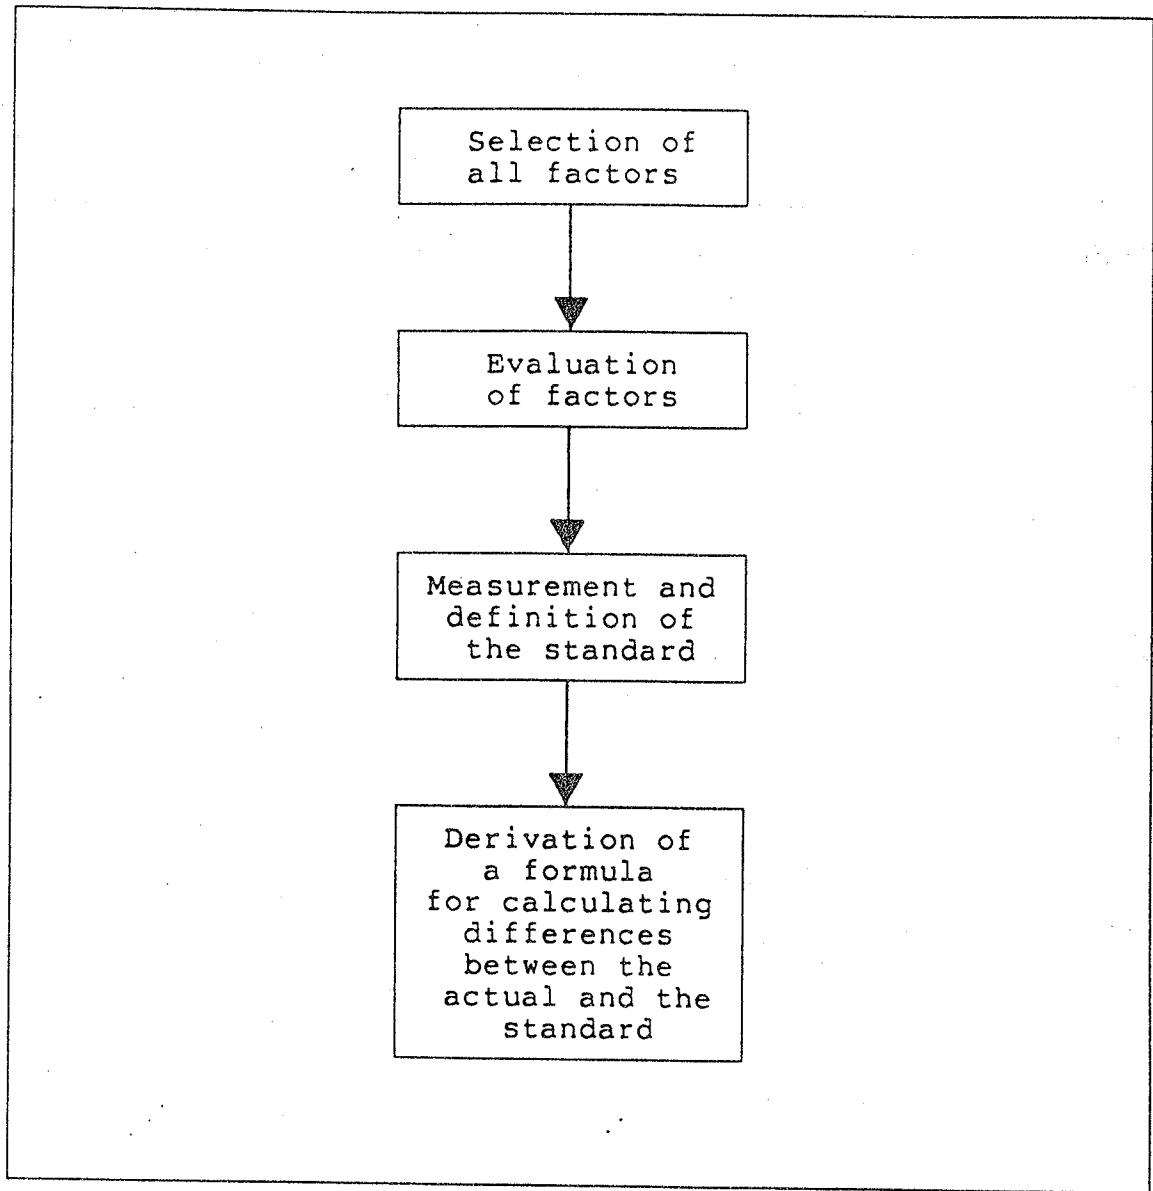 Selection of
all factors
Evaluation
of factors
Measurement and
definition of
the standard
Derivation of
a formula
for calculating
differences
between the
actual and the
standard